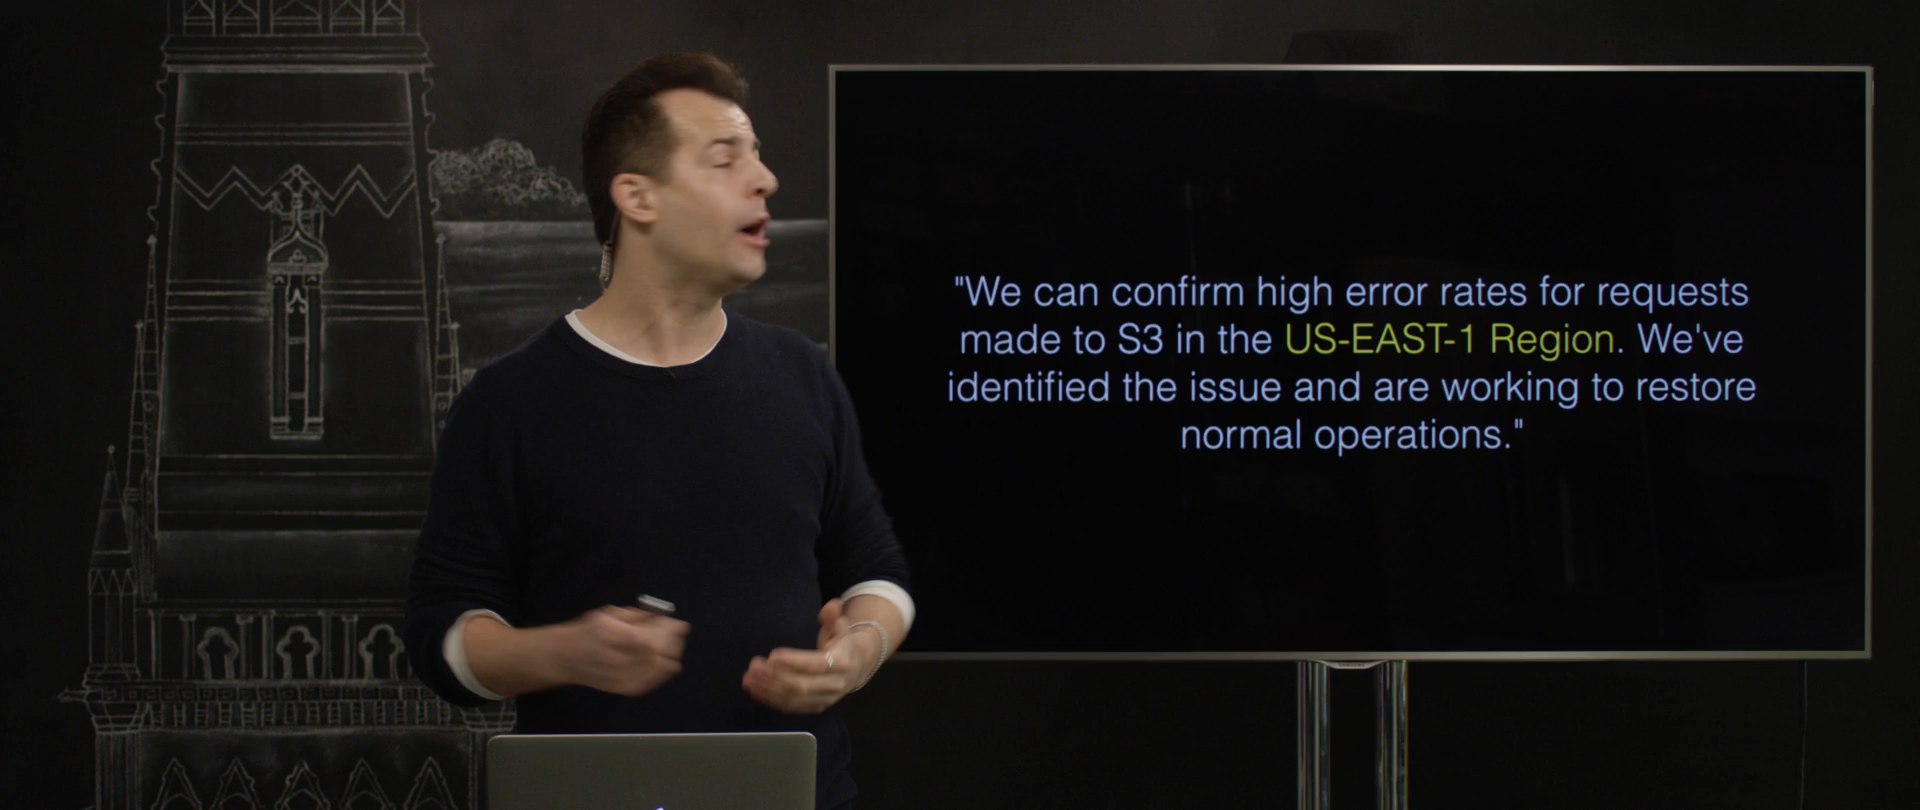 "We can confirm high error rates for requests
made to S3 in the US-EAST-1 Region. We've
identified the issue and are working to restore
normal operations."